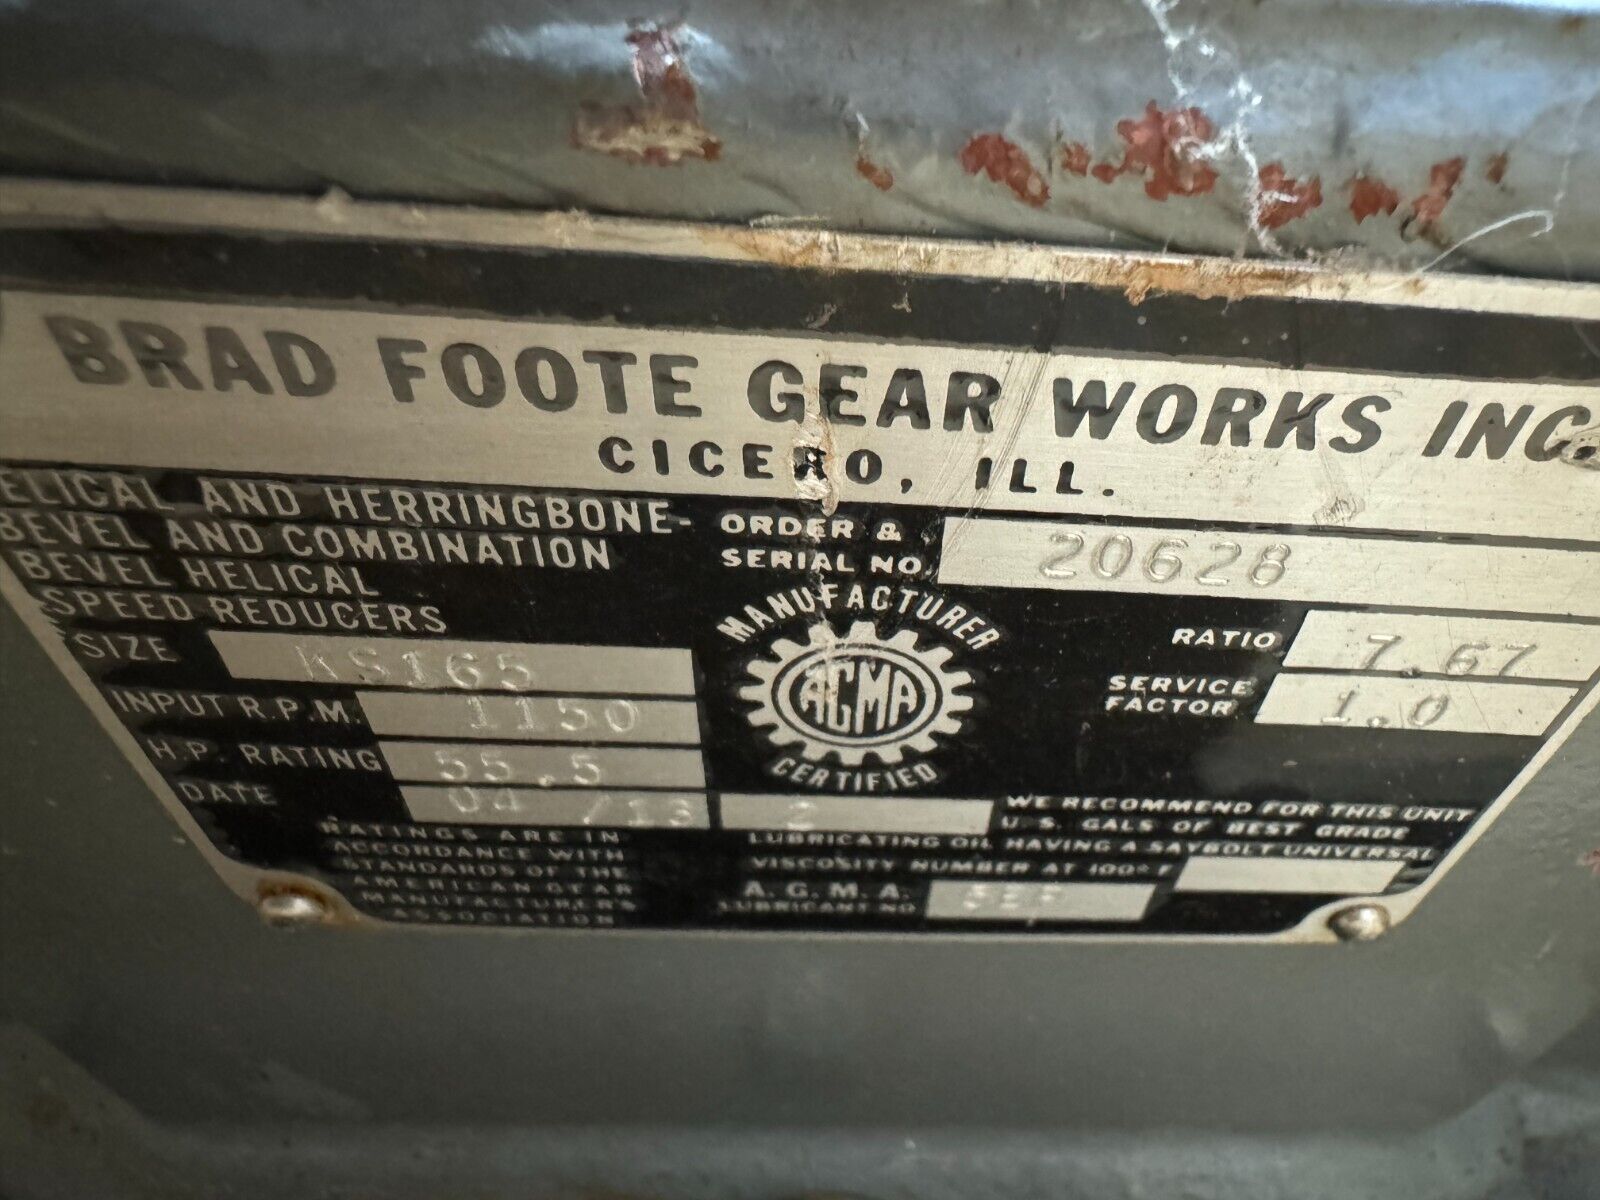 BRAD FOOTE GEAR WORKS INC.
CICERO, ILL.
ELICAL AND HERRINGBONE-
BEVEL AND COMBINATION
BEVEL HELICAL
SPEED REDUCERS
ORDER &
SERIAL NO. 20628
SIZE KS165
INPUT R.P.M. 1150
H.P. RATING 55.5
DATE 04 /13
MANUFACTURER
AGMA
CERTIFIED
RATIO 7.67
SERVICE
FACTOR 1.0
RATINGS ARE IN
ACCORDANCE WITH
STANDARDS OF THE
AMERICAN GEAR
MANUFACTURER'S
ASSOCIATION
2 WE RECOMMEND FOR THIS UNIT
U.S. GALS OF BEST GRADE
LUBRICATING OIL HAVING A SAYBOLT UNIVERSAL
VISCOSITY NUMBER AT 100° F
A.G.M.A.
LUBRICANT NO.